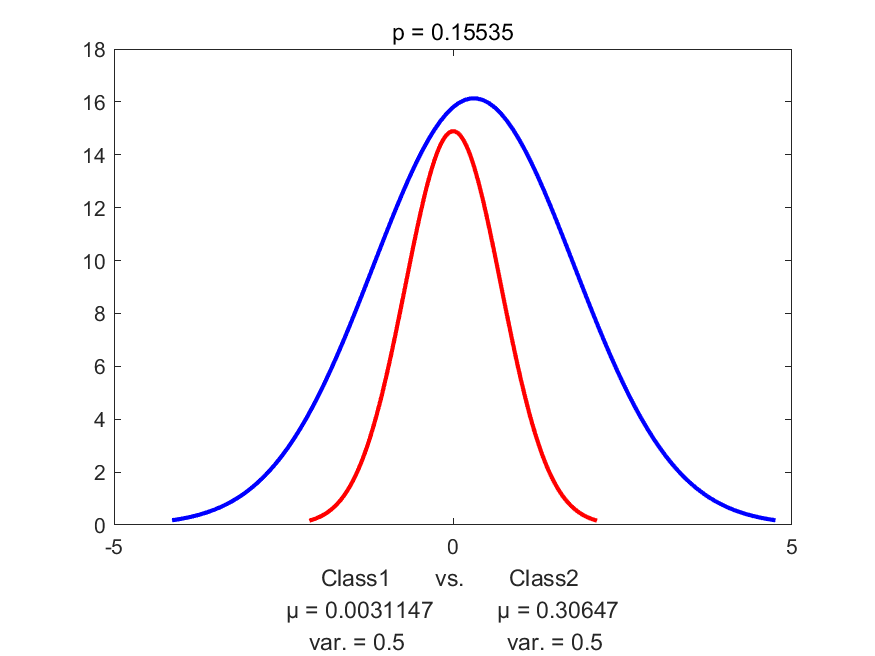 p = 0.15535
18
16
14
12
10
8
6
4
2
0
-5 0 5
Class1 vs. Class2
μ = 0.0031147 μ = 0.30647
var. = 0.5 var. = 0.5